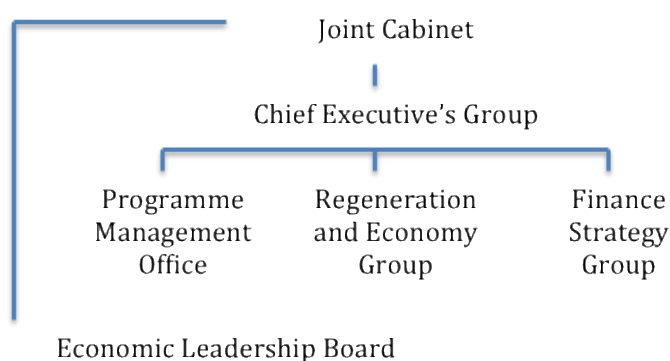 Joint Cabinet
Chief Executive’s Group
Programme
Management
Office
Regeneration
and Economy
Group
Finance
Strategy
Group
Economic Leadership Board